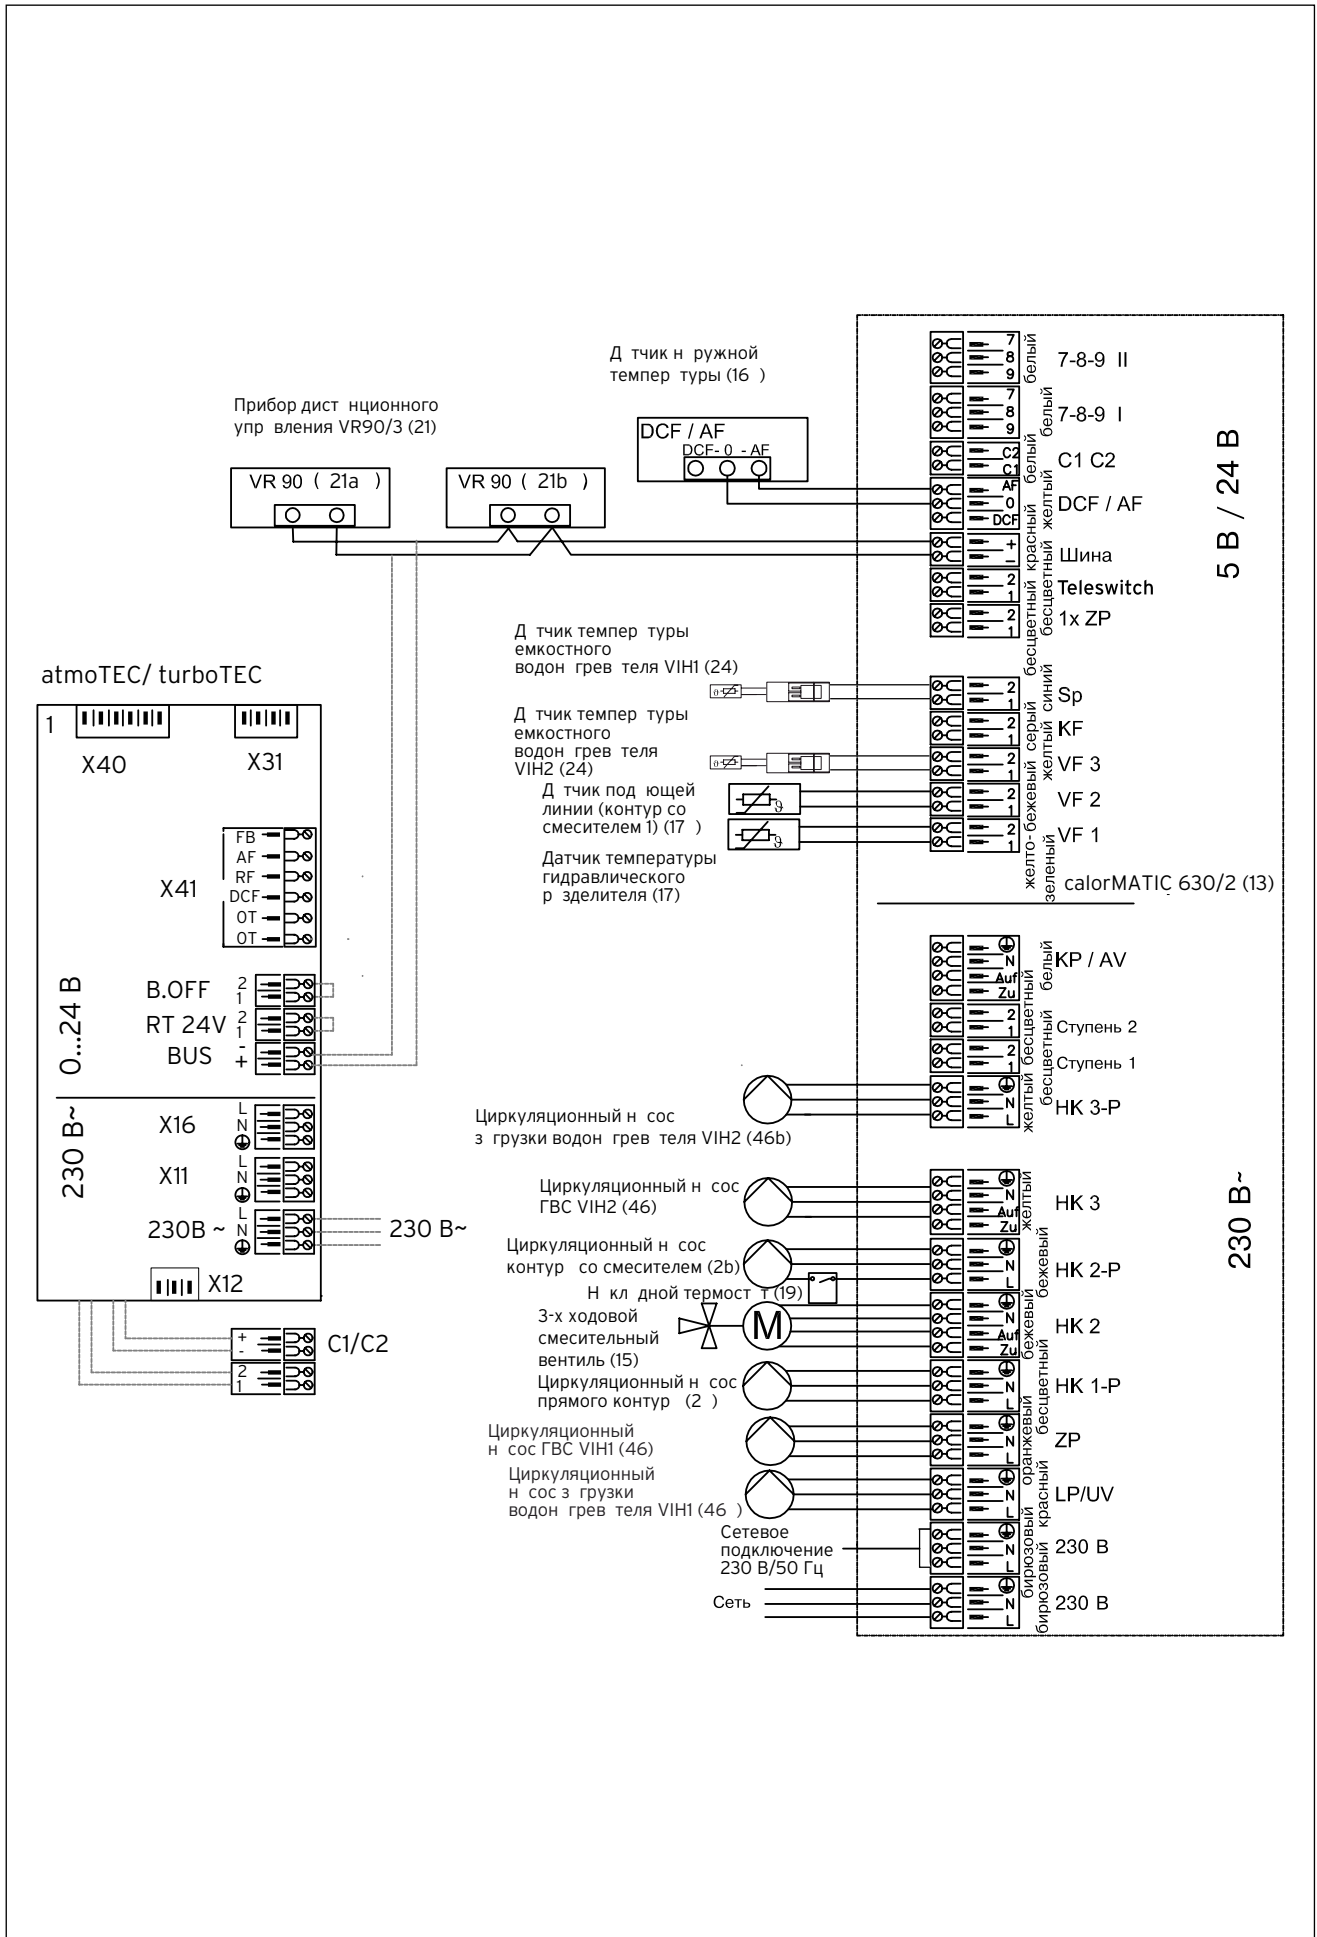 Д тчик н ружной
темпер туры (16 )
Прибор дист нционного
упр вления VR90/3 (21)
DCF / AF
DCF- 0 - AF
VR 90 ( 21a )
VR 90 ( 21b )
7
8
9
белый
7-8-9 II
7
8
9
белый
7-8-9 I
C2
C1
белый
C1 C2
AF
0
DCF
желтый
DCF / AF
+
–
красный
Шина
2
1
бесцветный
Teleswitch
2
1
бесцветный
1x ZP
5 В / 24 В
Д тчик темпер туры
емкостного
водон грев теля VIH1 (24)
2
1
синий
Sp
Д тчик темпер туры
емкостного
водон грев теля
VIH2 (24)
2
1
серый
KF
2
1
желтый
VF 3
Д тчик под ющей
линии (контур со
смесителем 1) (17 )
2
1
бежевый
VF 2
Датчик температуры
гидравлического
р зделителя (17)
2
1
желто-
зеленый
VF 1
ϑ
ϑ
ϑ
ϑ
calorMATIC 630/2 (13)
atmoTEC/ turboTEC
1
X40
X31
X41
FB
AF
RF
DCF
OT
OT
0...24 В
B.OFF
2
1
RT 24V
2
1
BUS
-
+
230 В~
X16
L
N
X11
L
N
230В ~
L
N
230 В~
X12
+
-
C1/C2
2
1
N
Auf
Zu
белый
KP / AV
2
1
бесцветный
Ступень 2
2
1
бесцветный
Ступень 1
Циркуляционный н сос
з грузки водон грев теля VIH2 (46b)
N
L
желтый
HK 3-P
Циркуляционный н сос
ГВС VIH2 (46)
N
Auf
Zu
желтый
HK 3
230 В~
Циркуляционный н сос
контур со смесителем (2b)
N
L
бежевый
HK 2-P
Н кл дной термост т (19)
3-х ходовой
смесительный
вентиль (15)
M
N
Auf
Zu
бежевый
HK 2
Циркуляционный н сос
прямого контур (2 )
N
L
бесцветный
HK 1-P
Циркуляционный
н сос ГВС VIH1 (46)
N
L
оранжевый
ZP
Циркуляционный
н сос з грузки
водон грев теля VIH1 (46 )
N
L
красный
LP/UV
Сетевое
подключение
230 В/50 Гц
N
L
бирюзовый
230 В
Сеть
N
L
бирюзовый
230 В